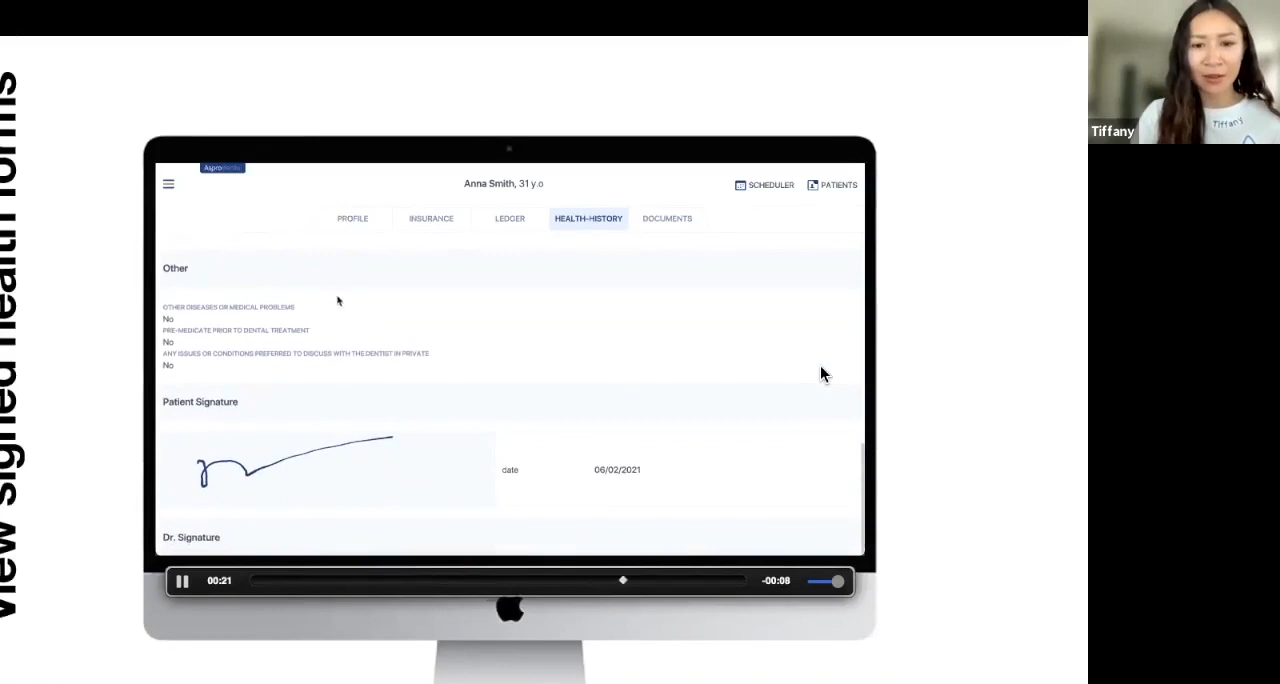 view signed health forms
Anna Smith, 31 y.o
SCHEDULER
PATIENTS
PROFILE
INSURANCE
LEDGER
HEALTH-HISTORY
DOCUMENTS
Other
OTHER DISEASES OR MEDICAL PROBLEMS
No
PRE-MEDICATE PRIOR TO DENTAL TREATMENT
No
ANY ISSUES OR CONDITIONS PREFERRED TO DISCUSS WITH THE DENTIST IN PRIVATE
No
Patient Signature
date
06/02/2021
Dr. Signature
00:21
-00:08
Tiffany
Tiffany